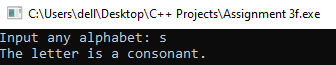 C:\Users\dell\Desktop\C++ Projects\Assignment 3f.exe
Input any alphabet: s
The letter is a consonant.